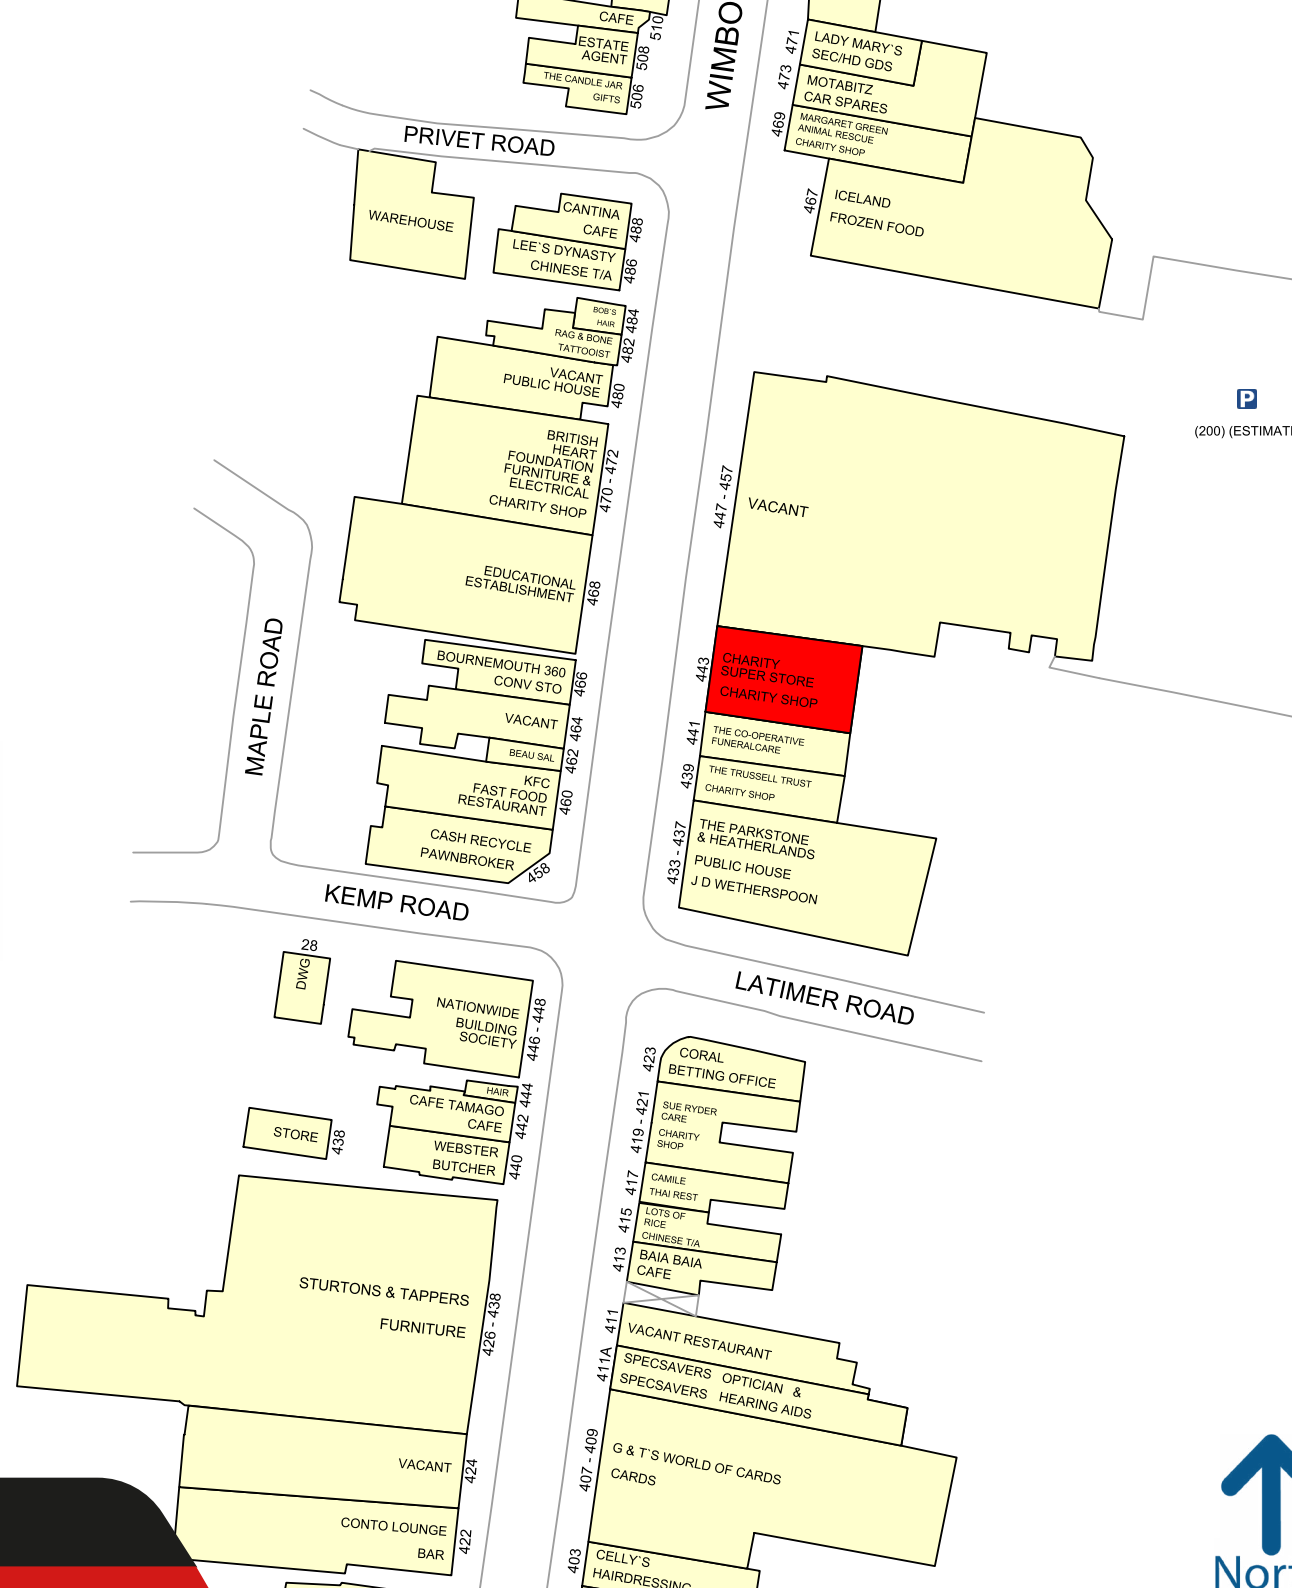 CAFE
510
ESTATE
AGENT
508
THE CANDLE JAR
GIFTS
506
WIMBO
471
LADY MARY`S
SEC/HD GDS
473
MOTABITZ
CAR SPARES
469
MARGARET GREEN
ANIMAL RESCUE
CHARITY SHOP
467
ICELAND
FROZEN FOOD
PRIVET ROAD
WAREHOUSE
CANTINA
CAFE
488
LEE`S DYNASTY
CHINESE T/A
486
BOB`S
HAIR
484
RAG & BONE
TATTOOIST
482
VACANT
PUBLIC HOUSE
480
BRITISH
HEART
FOUNDATION
FURNITURE &
ELECTRICAL
CHARITY SHOP
470 - 472
EDUCATIONAL
ESTABLISHMENT
468
P
(200) (ESTIMATI
447 - 457
VACANT
MAPLE ROAD
BOURNEMOUTH 360
CONV STO
466
VACANT
464
BEAU SAL
462
KFC
FAST FOOD
RESTAURANT
460
CASH RECYCLE
PAWNBROKER
458
443
CHARITY
SUPER STORE
CHARITY SHOP
441
THE CO-OPERATIVE
FUNERALCARE
439
THE TRUSSELL TRUST
CHARITY SHOP
433 - 437
THE PARKSTONE
& HEATHERLANDS
PUBLIC HOUSE
J D WETHERSPOON
KEMP ROAD
LATIMER ROAD
28
DWG
NATIONWIDE
BUILDING
SOCIETY
446 - 448
HAIR
444
CAFE TAMAGO
CAFE
442
WEBSTER
BUTCHER
440
STORE
438
STURTONS & TAPPERS
FURNITURE
426 - 438
VACANT
424
CONTO LOUNGE
BAR
422
423
CORAL
BETTING OFFICE
419 - 421
SUE RYDER
CARE
CHARITY
SHOP
417
CAMILE
THAI REST
415
LOTS OF
RICE
CHINESE T/A
413
BAIA BAIA
CAFE
411
VACANT RESTAURANT
411A
SPECSAVERS OPTICIAN &
SPECSAVERS HEARING AIDS
407 - 409
G & T`S WORLD OF CARDS
CARDS
403
CELLY`S
HAIRDRESSING
Nort